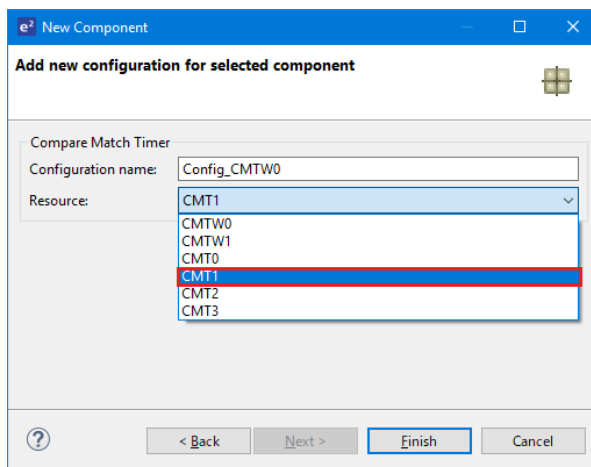 e² New Component
Add new configuration for selected component
Compare Match Timer
Configuration name: Config_CMTW0
Resource: CMT1
CMTW0
CMTW1
CMT0
CMT1
CMT2
CMT3
? < Back Next > Finish Cancel